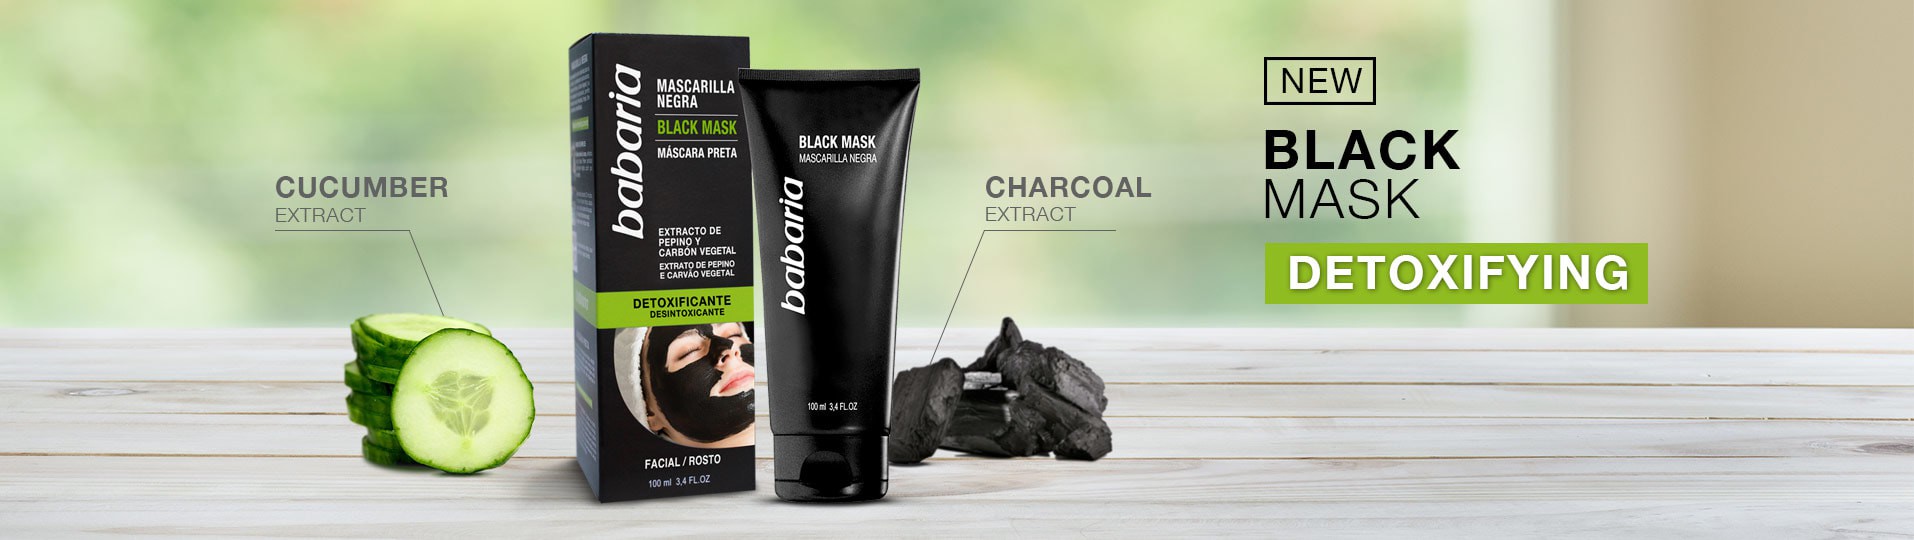 CUCUMBER
EXTRACT
babaria
MASCARILLA
NEGRA
BLACK MASK
MÁSCARA PRETA
EXTRACTO DE
PEPINO Y
CARBÓN VEGETAL
EXTRATO DE PEPINO
E CARVÃO VEGETAL
DETOXIFICANTE
DESINTOXICANTE
FACIAL / ROSTO
100 ml 3,4 FL.OZ
BLACK MASK
MASCARILLA NEGRA
babaria
100 ml 3,4 FL.OZ
CHARCOAL
EXTRACT
NEW
BLACK
MASK
DETOXIFYING